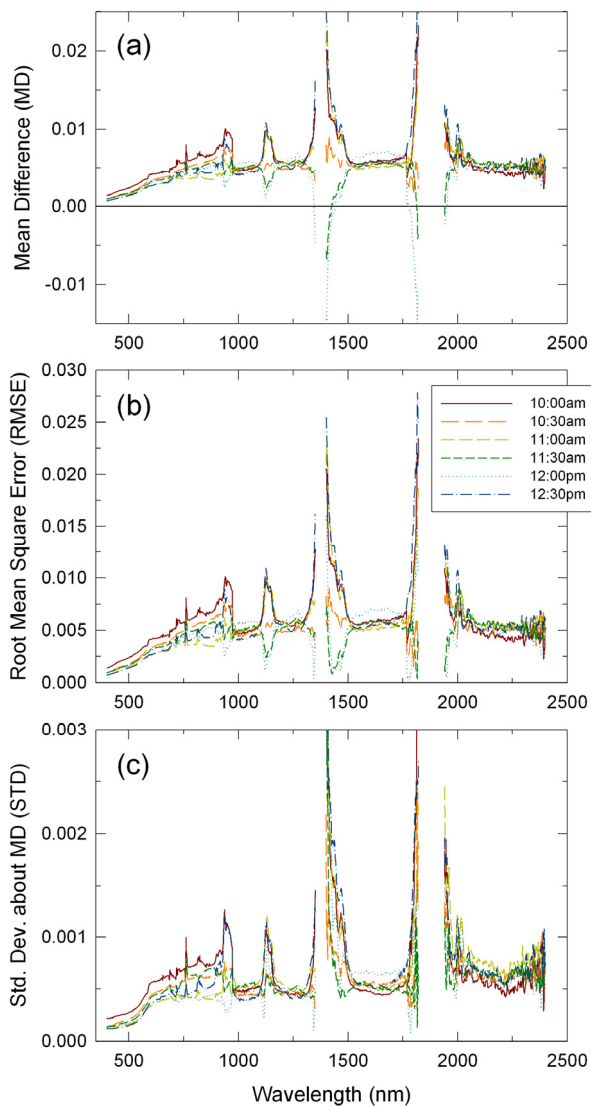 (a)
Mean Difference (MD)
0.02
0.01
0.00
-0.01
500 1000 1500 2000 2500
(b)
Root Mean Square Error (RMSE)
0.030
0.025
0.020
0.015
0.010
0.005
0.000
10:00am
10:30am
11:00am
11:30am
12:00pm
12:30pm
500 1000 1500 2000 2500
(c)
Std. Dev. about MD (STD)
0.003
0.002
0.001
0.000
500 1000 1500 2000 2500
Wavelength (nm)